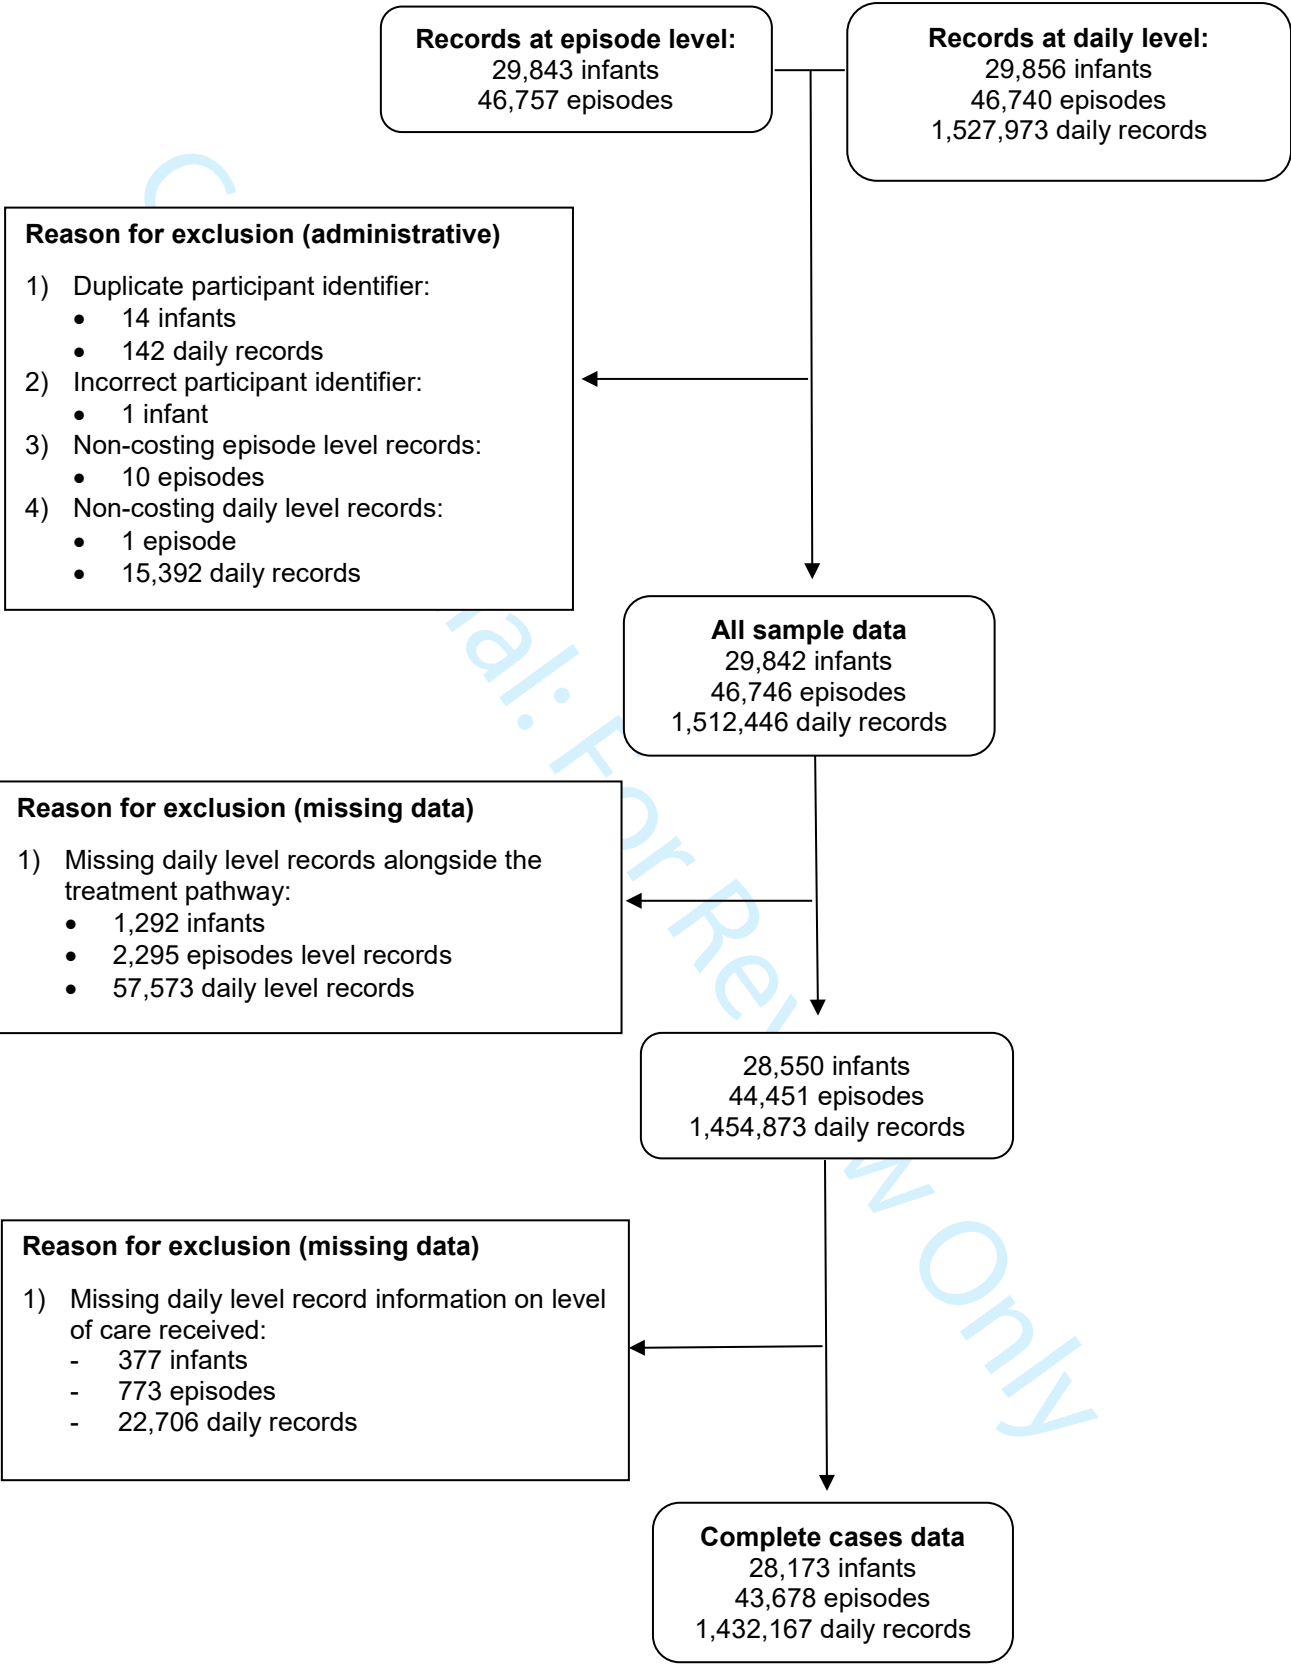 Records at episode level:
29,843 infants
46,757 episodes
Records at daily level:
29,856 infants
46,740 episodes
1,527,973 daily records
Reason for exclusion (administrative)
1) Duplicate participant identifier:
• 14 infants
• 142 daily records
2) Incorrect participant identifier:
• 1 infant
3) Non-costing episode level records:
• 10 episodes
4) Non-costing daily level records:
• 1 episode
• 15,392 daily records
All sample data
29,842 infants
46,746 episodes
1,512,446 daily records
Reason for exclusion (missing data)
1) Missing daily level records alongside the
treatment pathway:
• 1,292 infants
• 2,295 episodes level records
• 57,573 daily level records
28,550 infants
44,451 episodes
1,454,873 daily records
Reason for exclusion (missing data)
1) Missing daily level record information on level
of care received:
- 377 infants
- 773 episodes
- 22,706 daily records
Complete cases data
28,173 infants
43,678 episodes
1,432,167 daily records
For Review Only